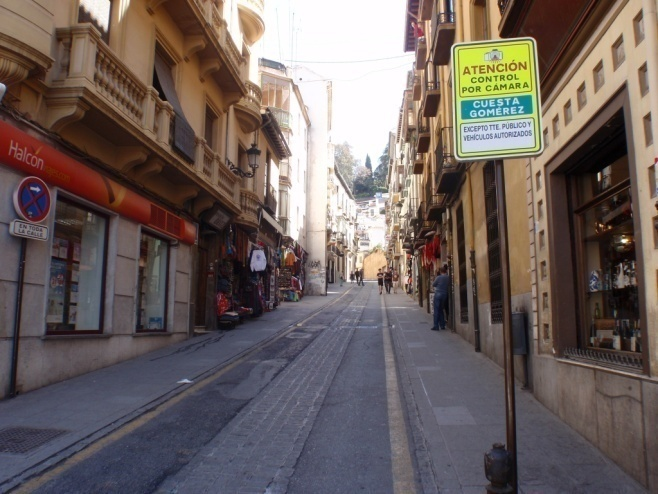 Halcón
EN TODA
LA CALLE
ATENCIÓN
CONTROL
POR CÁMARA
CUESTA
GOMÉREZ
EXCEPTO TTE. PÚBLICO Y
VEHÍCULOS AUTORIZADOS